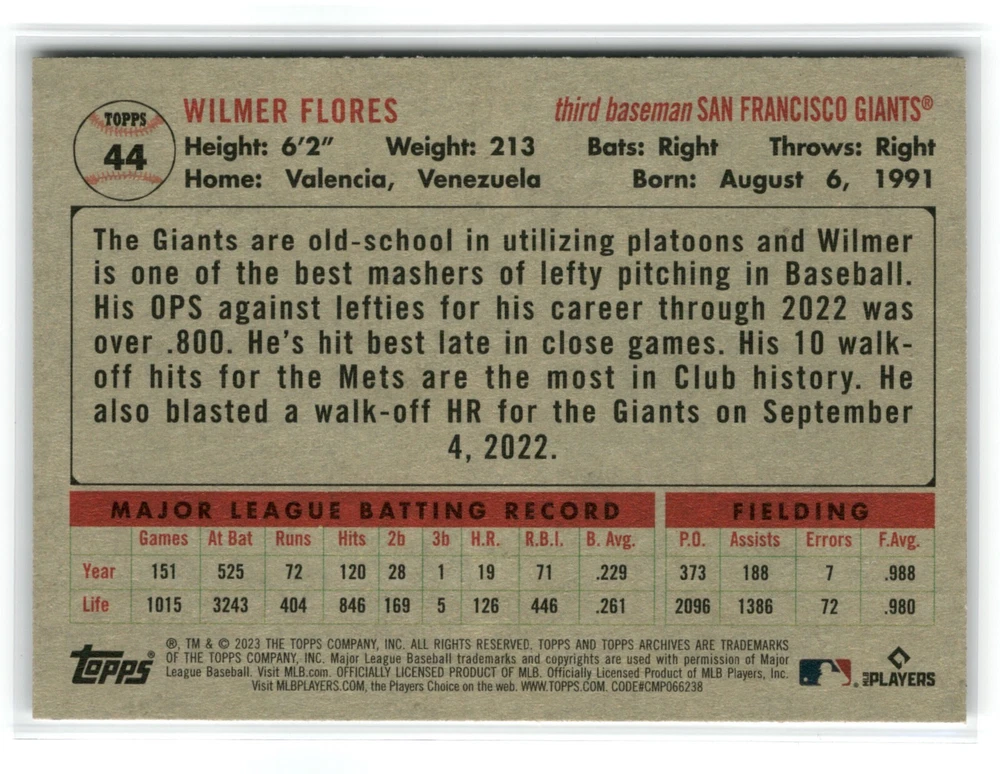 TOPPS
44
WILMER FLORES third baseman SAN FRANCISCO GIANTS®
Height: 6'2" Weight: 213 Bats: Right Throws: Right
Home: Valencia, Venezuela Born: August 6, 1991
The Giants are old-school in utilizing platoons and Wilmer
is one of the best mashers of lefty pitching in Baseball.
His OPS against lefties for his career through 2022 was
over .800. He's hit best late in close games. His 10 walk-
off hits for the Mets are the most in Club history. He
also blasted a walk-off HR for the Giants on September
4, 2022.
MAJOR LEAGUE BATTING RECORD FIELDING
Games At Bat Runs Hits 2b 3b H.R. R.B.I. B. Avg. P.O. Assists Errors F.Avg.
Year 151 525 72 120 28 1 19 71 .229 373 188 7 .988
Life 1015 3243 404 846 169 5 126 446 .261 2096 1386 72 .980
®, TM & © 2023 THE TOPPS COMPANY, INC. ALL RIGHTS RESERVED. TOPPS AND TOPPS ARCHIVES ARE TRADEMARKS
OF THE TOPPS COMPANY, INC. Major League Baseball trademarks and copyrights are used with permission of Major
League Baseball. Visit MLB.com. OFFICIALLY LICENSED PRODUCT OF MLB. Officially Licensed Product of MLB Players, Inc.
Visit MLBPLAYERS.COM, the Players Choice on the web. WWW.TOPPS.COM. CODE#CMP066238
Topps®
MLB PLAYERS